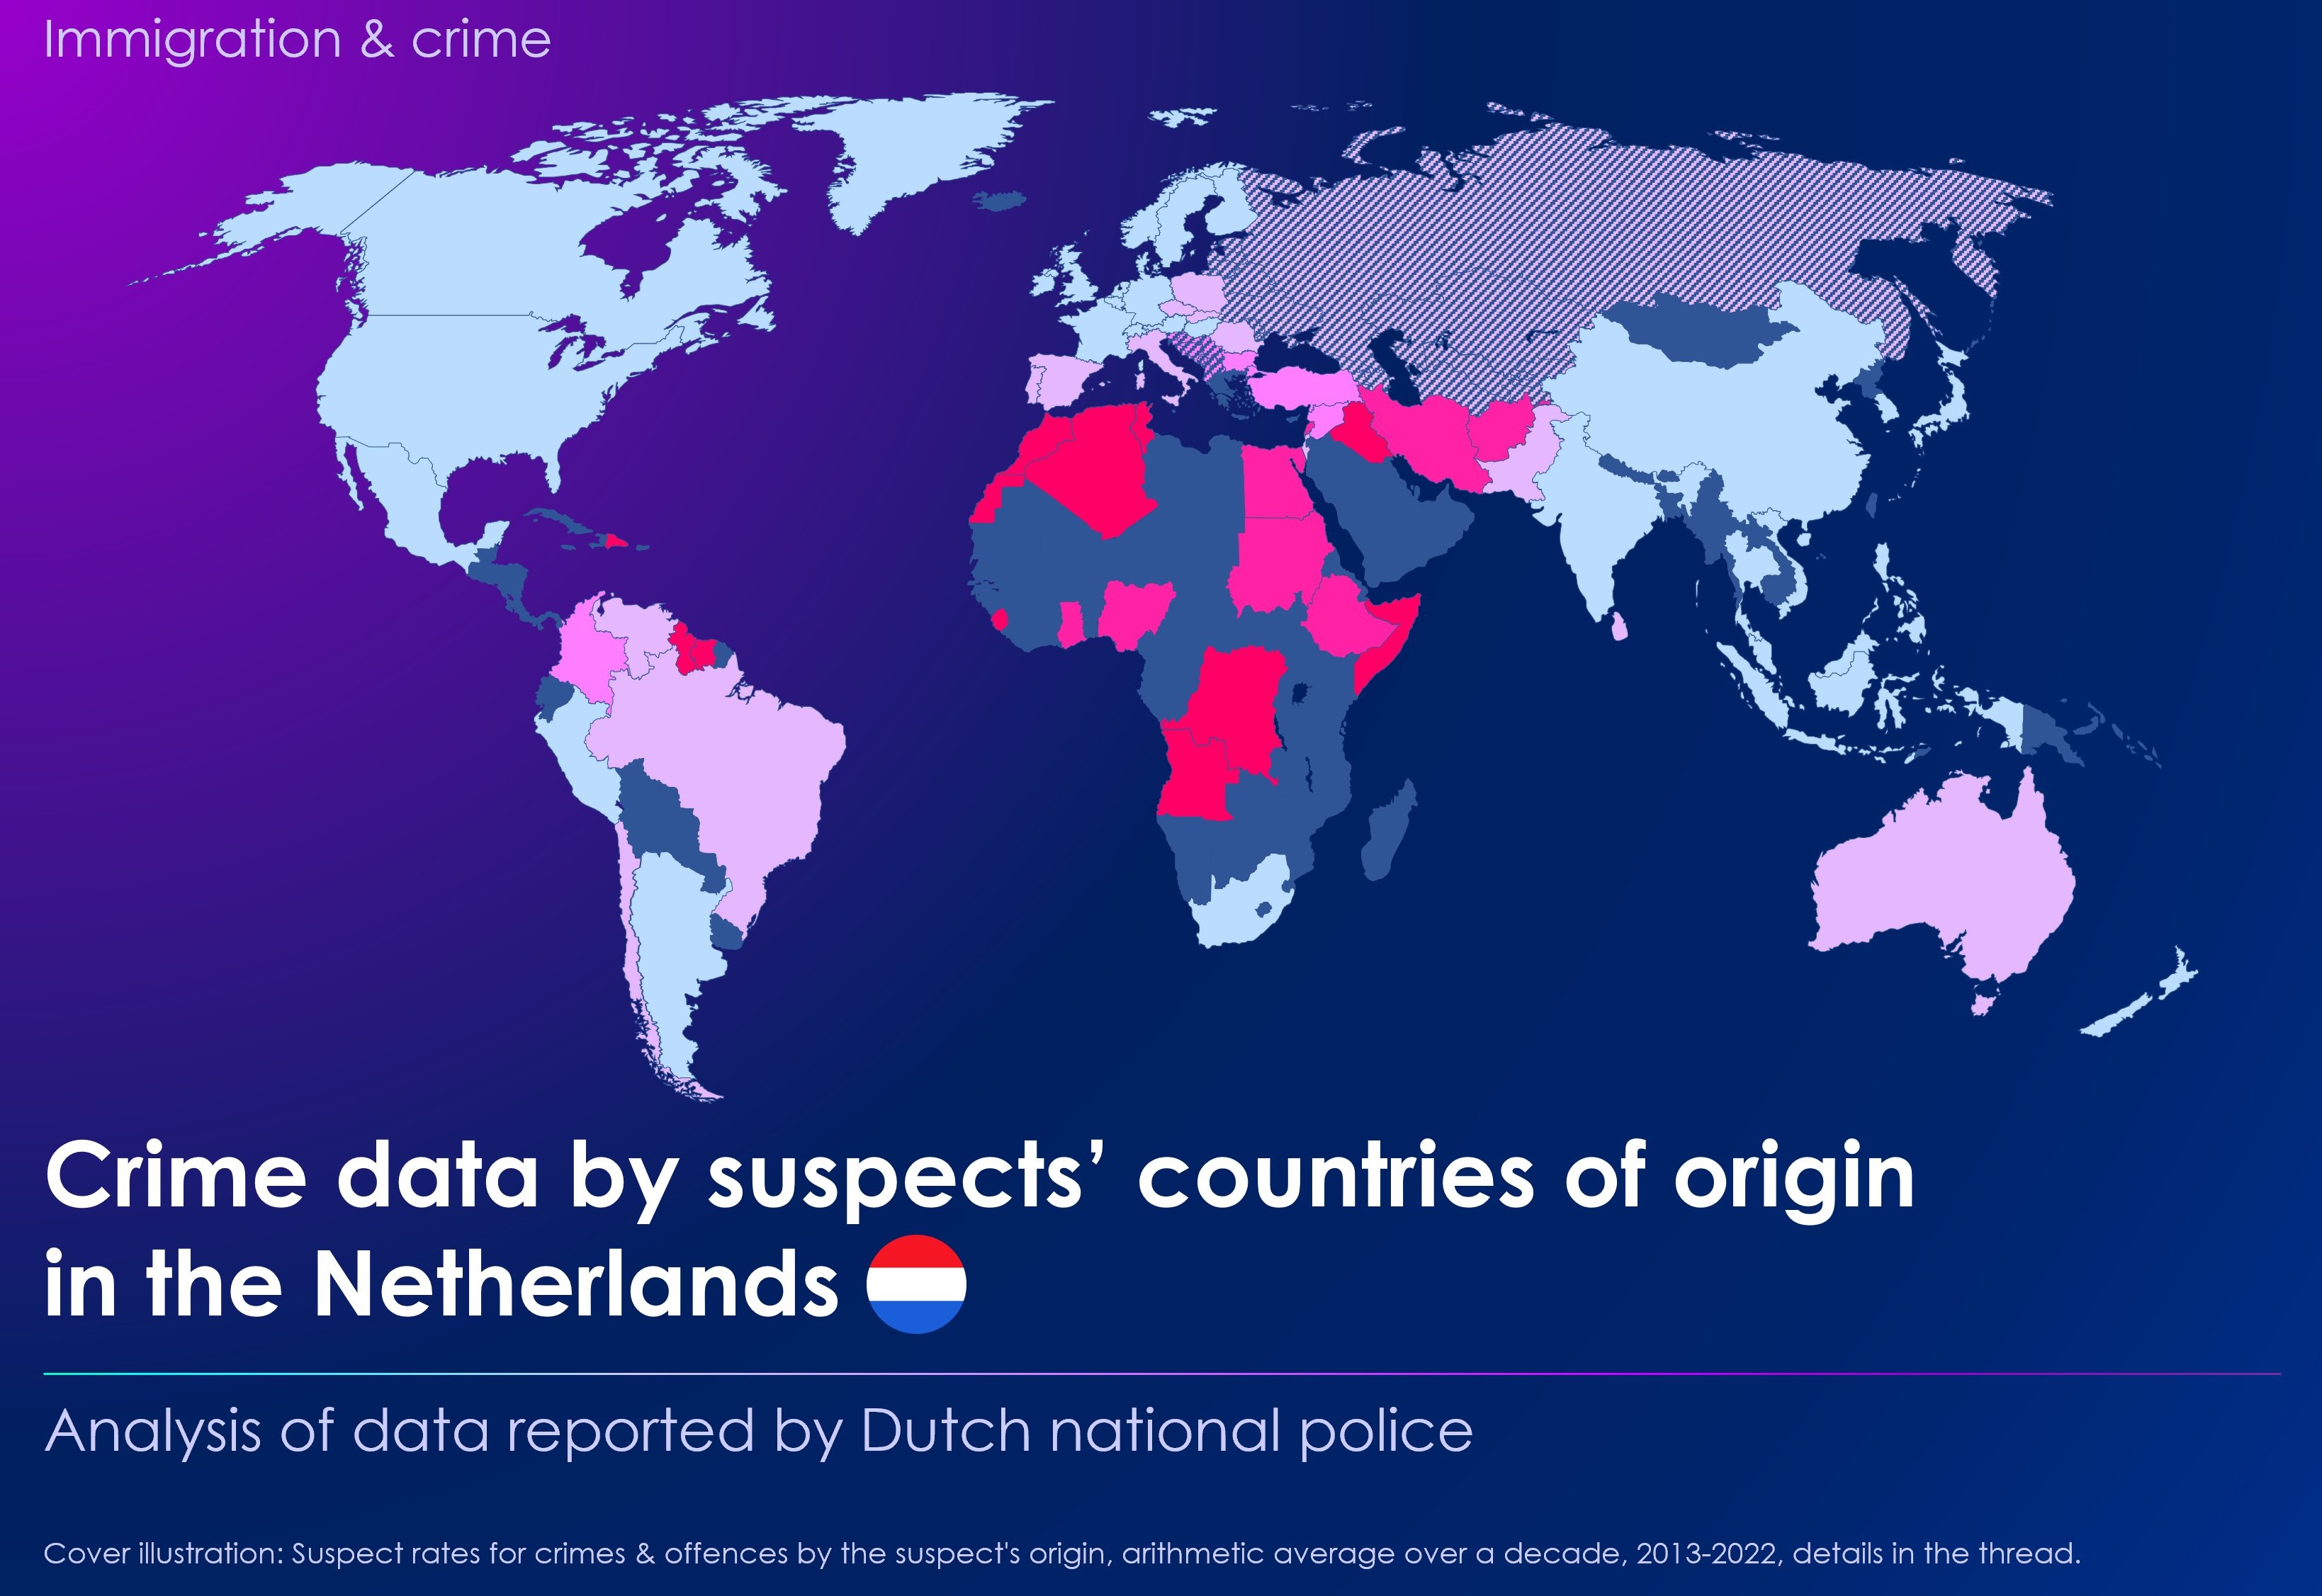 Immigration & crime
Crime data by suspects’ countries of origin
in the Netherlands
Analysis of data reported by Dutch national police
Cover illustration: Suspect rates for crimes & offences by the suspect's origin, arithmetic average over a decade, 2013-2022, details in the thread.